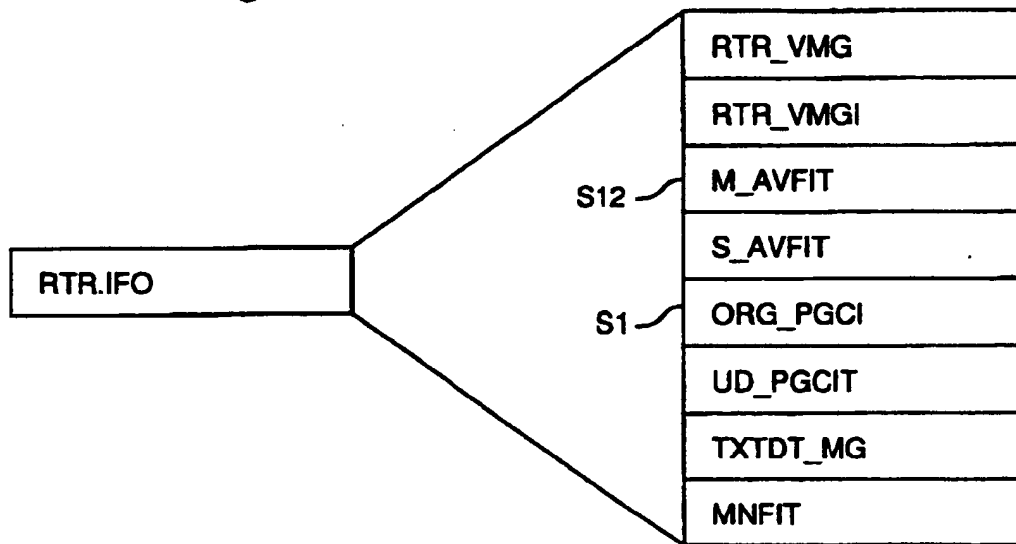 RTR.IFO
RTR_VMG
RTR_VMGI
S12
M_AVFIT
S_AVFIT
S1
ORG_PGCI
UD_PGCIT
TXTDT_MG
MNFIT